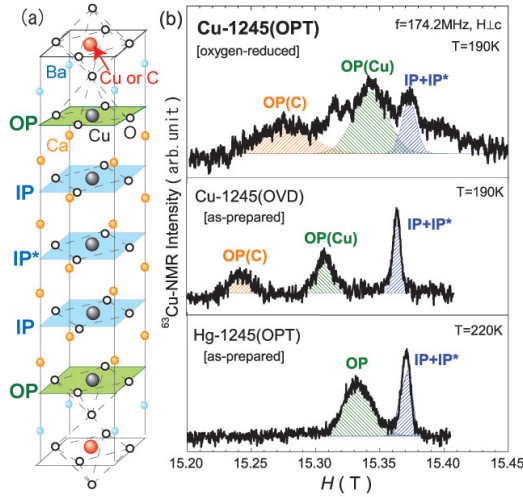 (a)
Cu or C
Ba
OP
Cu
O
Ca
IP
IP*
IP
OP
(b)
Cu-1245(OPT)
[oxygen-reduced]
f=174.2MHz, H⊥c
T=190K
OP(C)
OP(Cu)
IP+IP*
Cu-1245(OVD)
[as-prepared]
T=190K
OP(C)
OP(Cu)
IP+IP*
Hg-1245(OPT)
[as-prepared]
T=220K
OP
IP+IP*
⁶³Cu-NMR Intensity ( arb. unit )
15.20 15.25 15.30 15.35 15.40 15.45
H ( T )